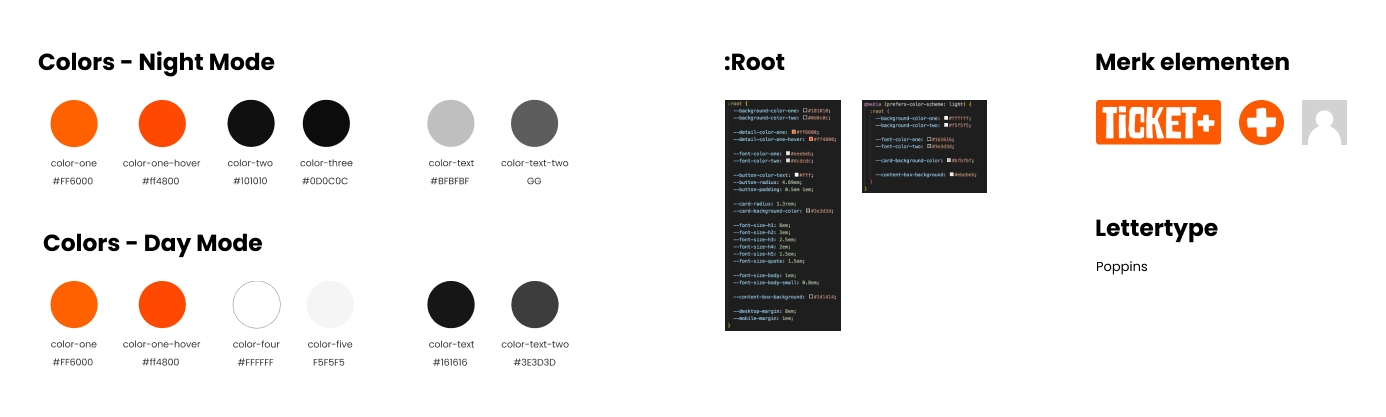 Colors - Night Mode
color-one
color-one-hover
color-two
color-three
color-text
color-text-two
#FF6000
#ff4800
#101010
#0D0C0C
#BFBFBF
GG
Colors - Day Mode
color-one
color-one-hover
color-four
color-five
color-text
color-text-two
#FF6000
#ff4800
#FFFFFF
F5F5F5
#161616
#3E3D3D
:Root
:root {
--background-color-one: #101010;
--background-color-two: #0d0c0c;
--detail-color-one: #ff6000;
--detail-color-one-hover: #ff4800;
--font-color-one: #eeebeb;
--font-color-two: #dcdcdc;
--button-color-text: #fff;
--button-radius: 4.69em;
--button-padding: 0.5em 1em;
--card-radius: 1.3rem;
--card-background-color: #3e3d3d;
--font-size-h1: 8em;
--font-size-h2: 3em;
--font-size-h3: 2.5em;
--font-size-h4: 2em;
--font-size-h5: 1.5em;
--font-size-quote: 1.5em;
--font-size-body: 1em;
--font-size-body-small: 0.8em;
--content-box-background: #141414;
--desktop-margin: 8em;
--mobile-margin: 1em;
}
@media (prefers-color-scheme: light) {
:root {
--background-color-one: #ffffff;
--background-color-two: #f5f5f5;
--font-color-one: #161616;
--font-color-two: #3e3d3d;
--card-background-color: #bfbfbf;
--content-box-background: #ebebeb;
}
}
Merk elementen
TiCKET+
Lettertype
Poppins